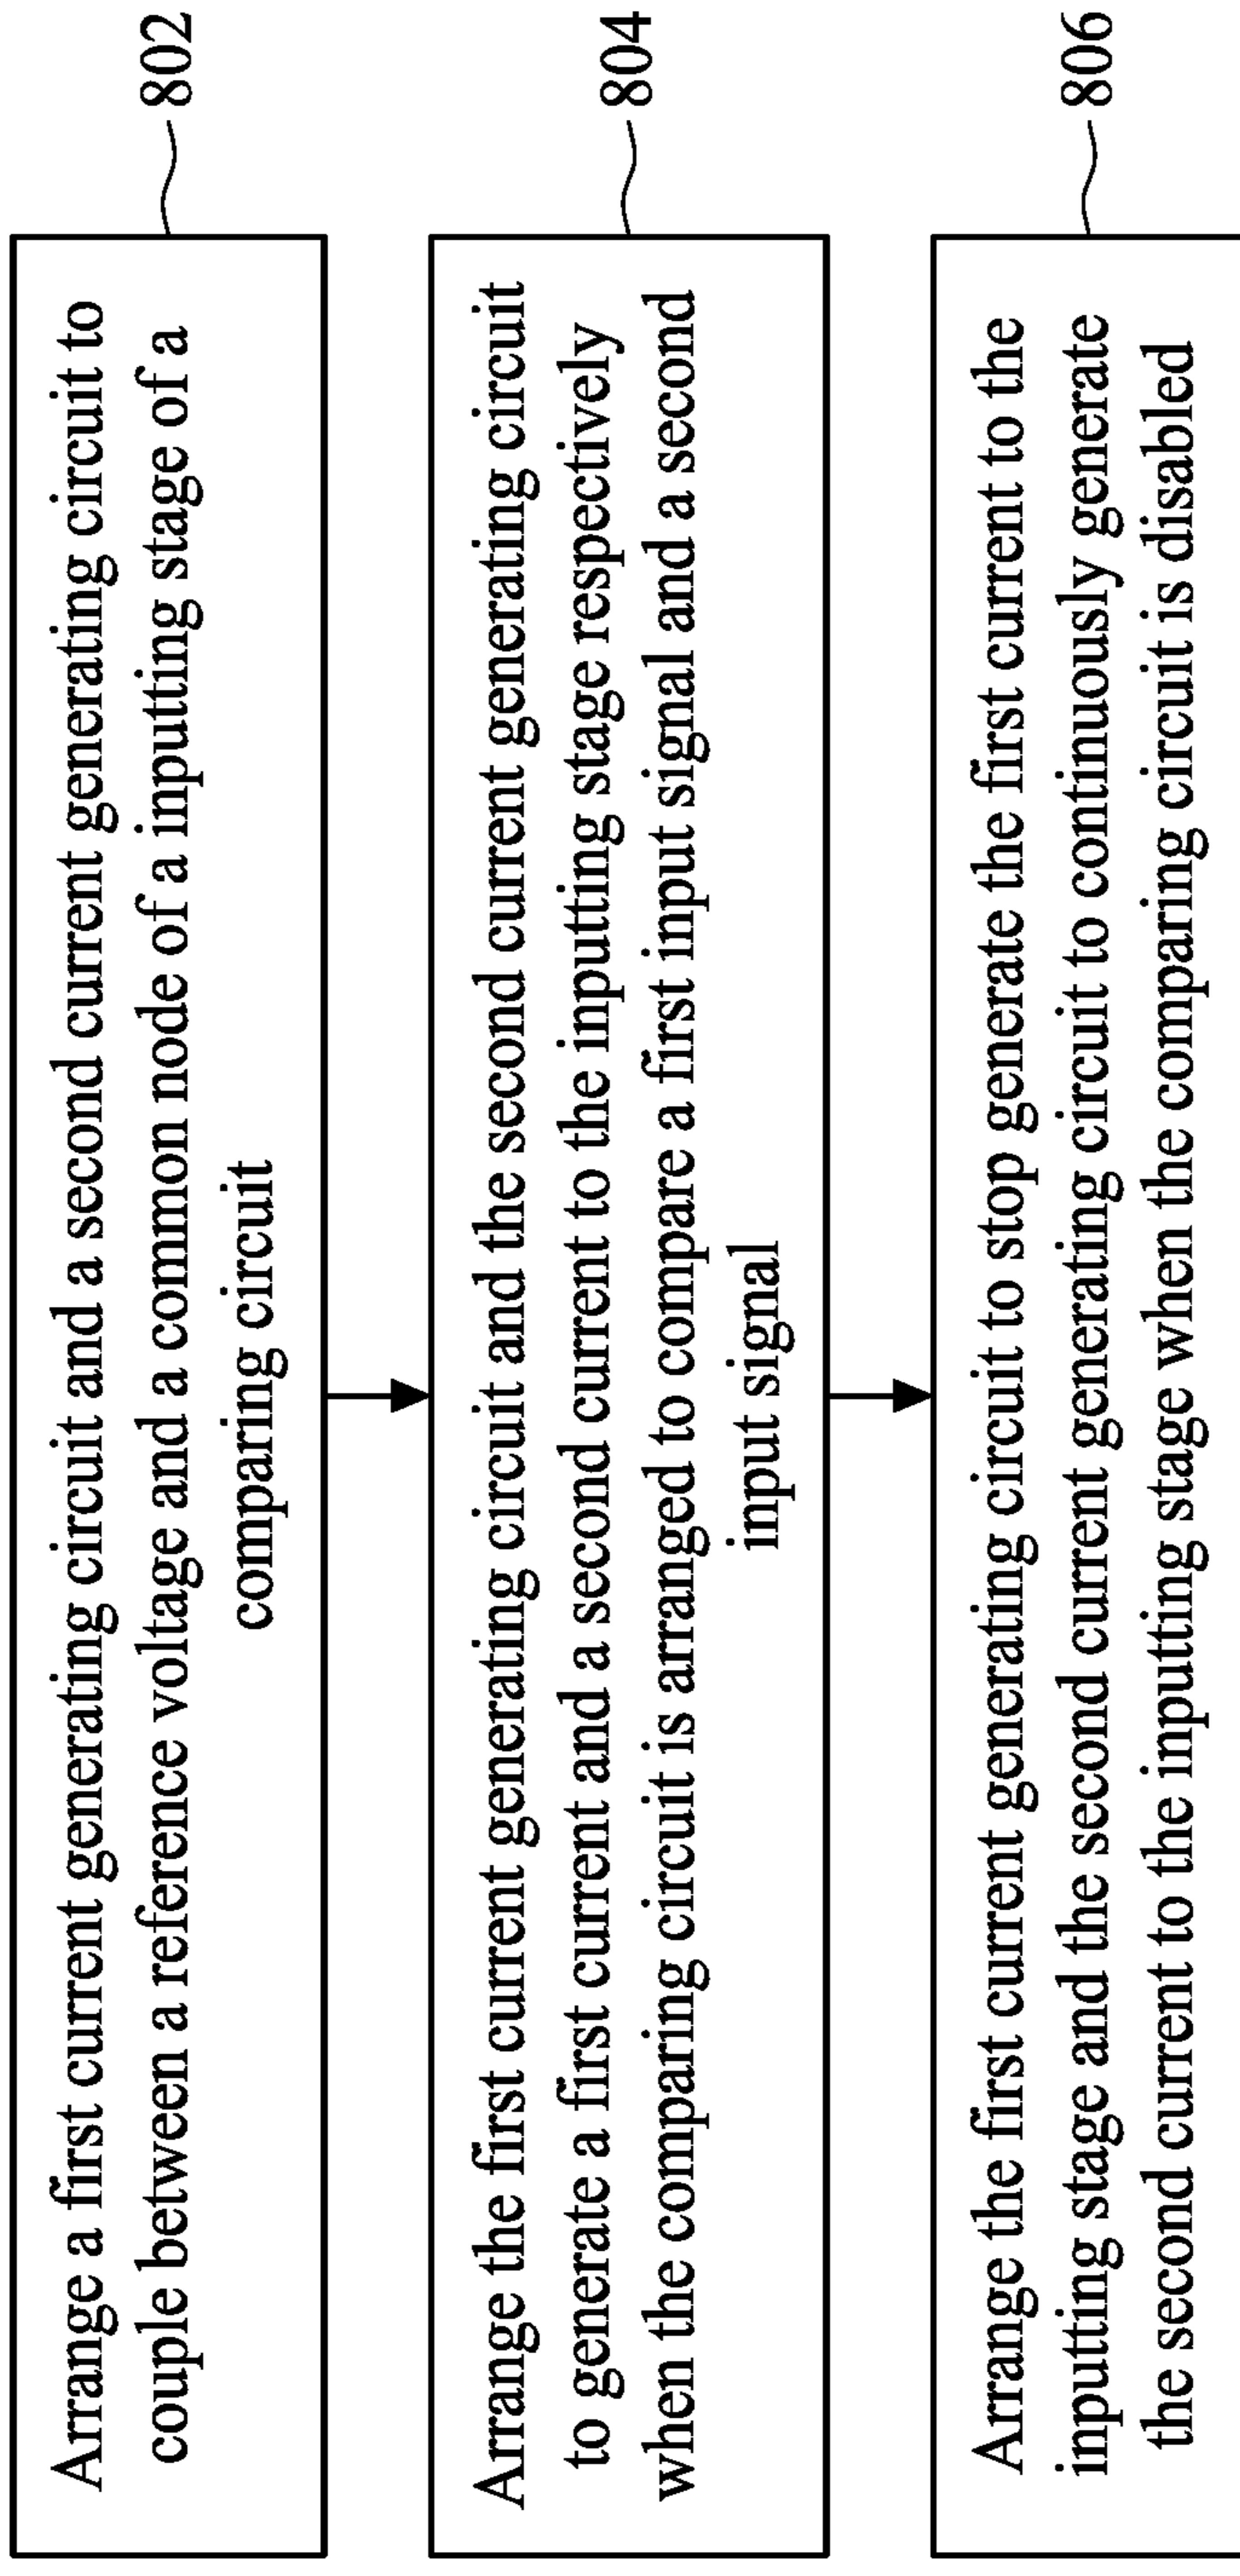 Arrange a first current generating circuit and a second current generating circuit to
couple between a reference voltage and a common node of a inputting stage of a
comparing circuit
802
Arrange the first current generating circuit and the second current generating circuit
to generate a first current and a second current to the inputting stage respectively
when the comparing circuit is arranged to compare a first input signal and a second
input signal
804
Arrange the first current generating circuit to stop generate the first current to the
inputting stage and the second current generating circuit to continuously generate
the second current to the inputting stage when the comparing circuit is disabled
806